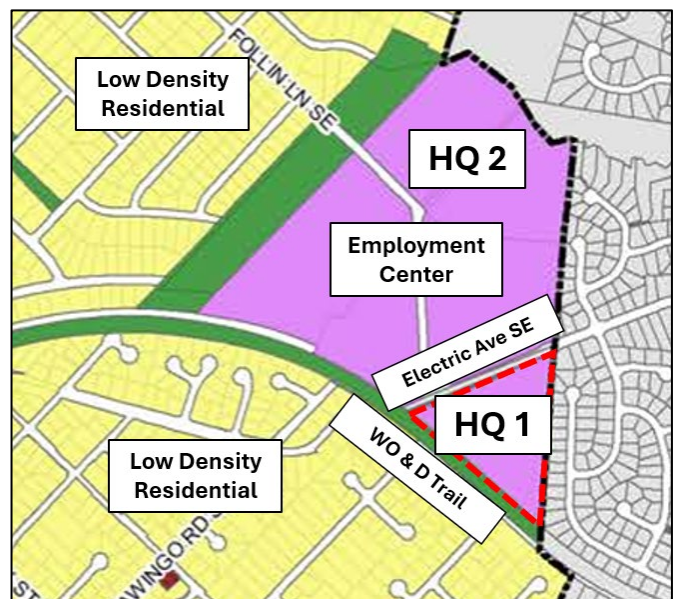 FOLLIN LN SE
Low Density
Residential
HQ 2
Employment
Center
Electric Ave SE
HQ 1
WO & D Trail
Low Density
Residential
ST